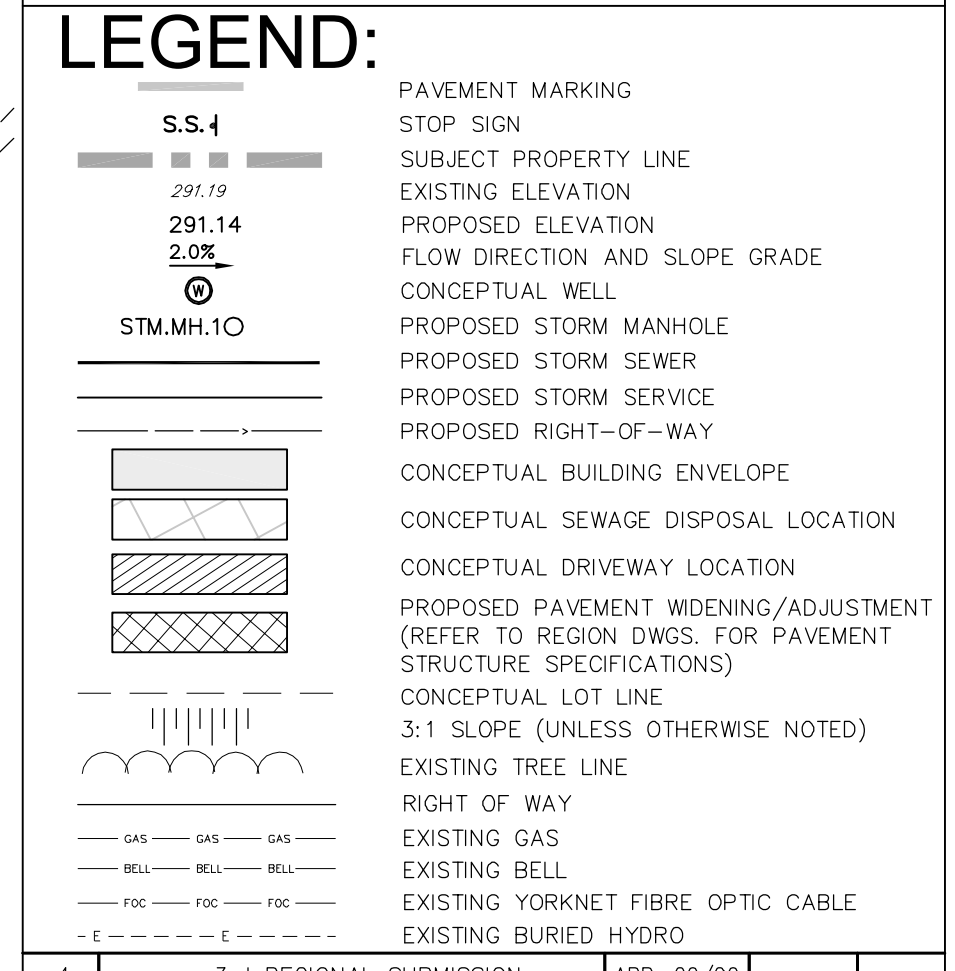 LEGEND:
PAVEMENT MARKING
S.S. STOP SIGN
SUBJECT PROPERTY LINE
291.19 EXISTING ELEVATION
291.14 PROPOSED ELEVATION
2.0% FLOW DIRECTION AND SLOPE GRADE
W CONCEPTUAL WELL
STM.MH.1 PROPOSED STORM MANHOLE
PROPOSED STORM SEWER
PROPOSED STORM SERVICE
PROPOSED RIGHT-OF-WAY
CONCEPTUAL BUILDING ENVELOPE
CONCEPTUAL SEWAGE DISPOSAL LOCATION
CONCEPTUAL DRIVEWAY LOCATION
PROPOSED PAVEMENT WIDENING/ADJUSTMENT
(REFER TO REGION DWGS. FOR PAVEMENT
STRUCTURE SPECIFICATIONS)
CONCEPTUAL LOT LINE
3:1 SLOPE (UNLESS OTHERWISE NOTED)
EXISTING TREE LINE
RIGHT OF WAY
GAS GAS GAS EXISTING GAS
BELL BELL BELL EXISTING BELL
FOC FOC FOC EXISTING YORKNET FIBRE OPTIC CABLE
E E EXISTING BURIED HYDRO
REGIONAL SUBMISSION